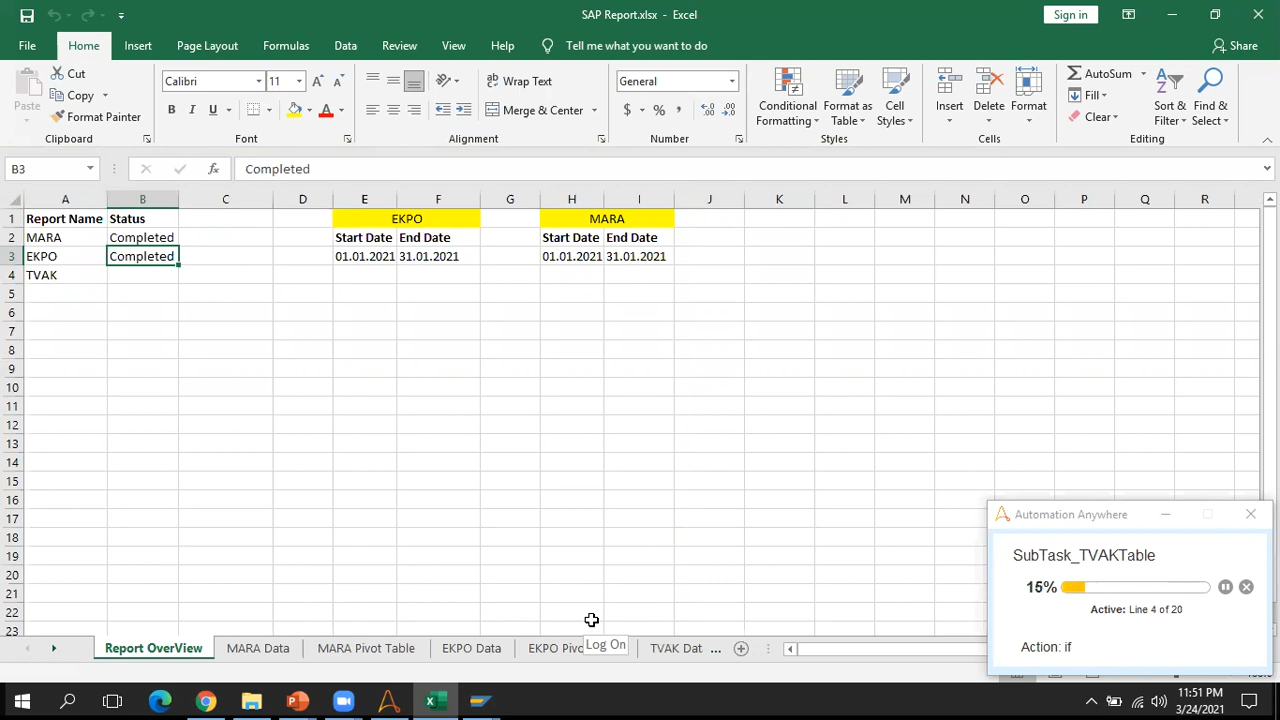 SAP Report.xlsx - Excel
Sign in
File Home Insert Page Layout Formulas Data Review View Help Tell me what you want to do Share
Paste
Cut
Copy
Format Painter
Calibri 11
B I U
A A
A
ab Wrap Text
Merge & Center
General
$ % ,
Conditional Formatting
Format as Table
Cell Styles
Insert Delete Format
AutoSum
Fill
Clear
Sort & Filter
Find & Select
Clipboard Font Alignment Number Styles Cells Editing
B3 fx Completed
A B C D E F G H I J K L M N O P Q R
1 Report Name Status EKPO MARA
2 MARA Completed Start Date End Date Start Date End Date
3 EKPO Completed 01.01.2021 31.01.2021 01.01.2021 31.01.2021
4 TVAK
5
6
7
8
9
10
11
12
13
14
15
16
17
18
19
20
21
22
23
Automation Anywhere
SubTask_TVAKTable
15%
Active: Line 4 of 20
Action: if
Report OverView MARA Data MARA Pivot Table EKPO Data EKPO Pivo Log On TVAK Dat ...
11:51 PM
3/24/2021